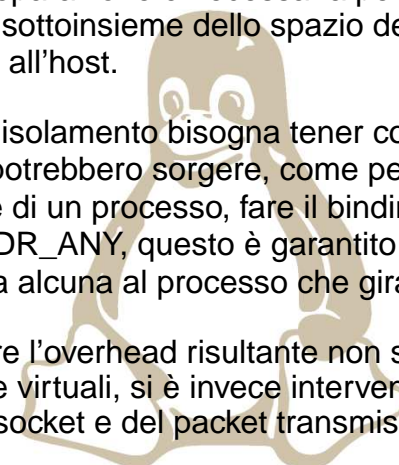 sottoinsieme dello spazio de
all'host.
isolamento bisogna tener co
potrebbero sorgere, come pe
e di un processo, fare il bindin
DR_ANY, questo è garantito
a alcuna al processo che gira
re l'overhead risultante non s
e virtuali, si è invece interven
socket e del packet transmis